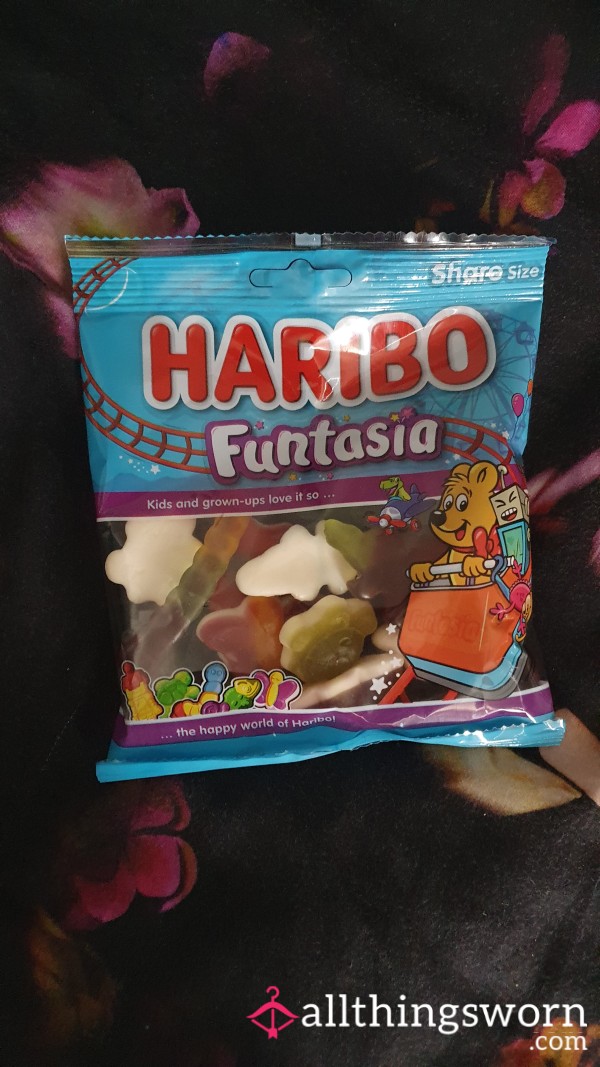 Share Size
HARIBO
Funtasia
Kids and grown-ups love it so ...
... the happy world of Haribo!
allthingsworn
.com